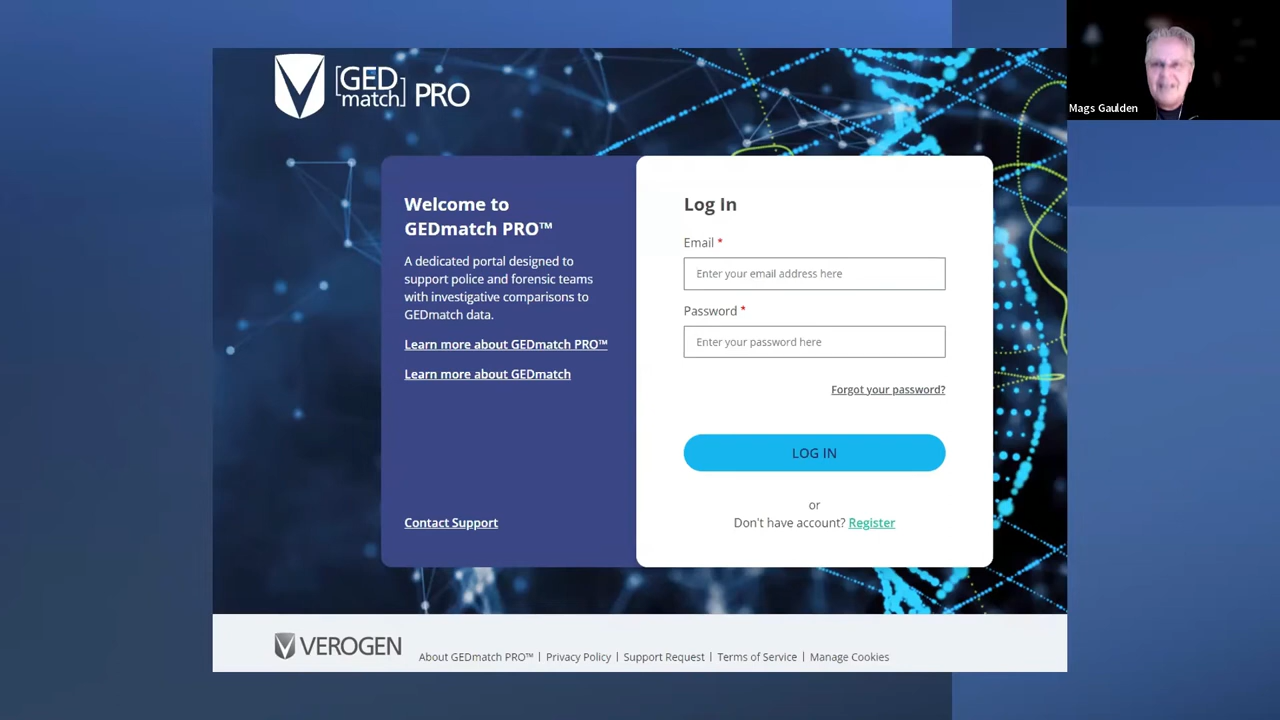 [GED
match] PRO
Mags Gaulden
Welcome to
GEDmatch PRO™
A dedicated portal designed to
support police and forensic teams
with investigative comparisons to
GEDmatch data.
Learn more about GEDmatch PRO™
Learn more about GEDmatch
Contact Support
Log In
Email *
Enter your email address here
Password *
Enter your password here
Forgot your password?
LOG IN
or
Don't have account? Register
VEROGEN
About GEDmatch PRO™ | Privacy Policy | Support Request | Terms of Service | Manage Cookies